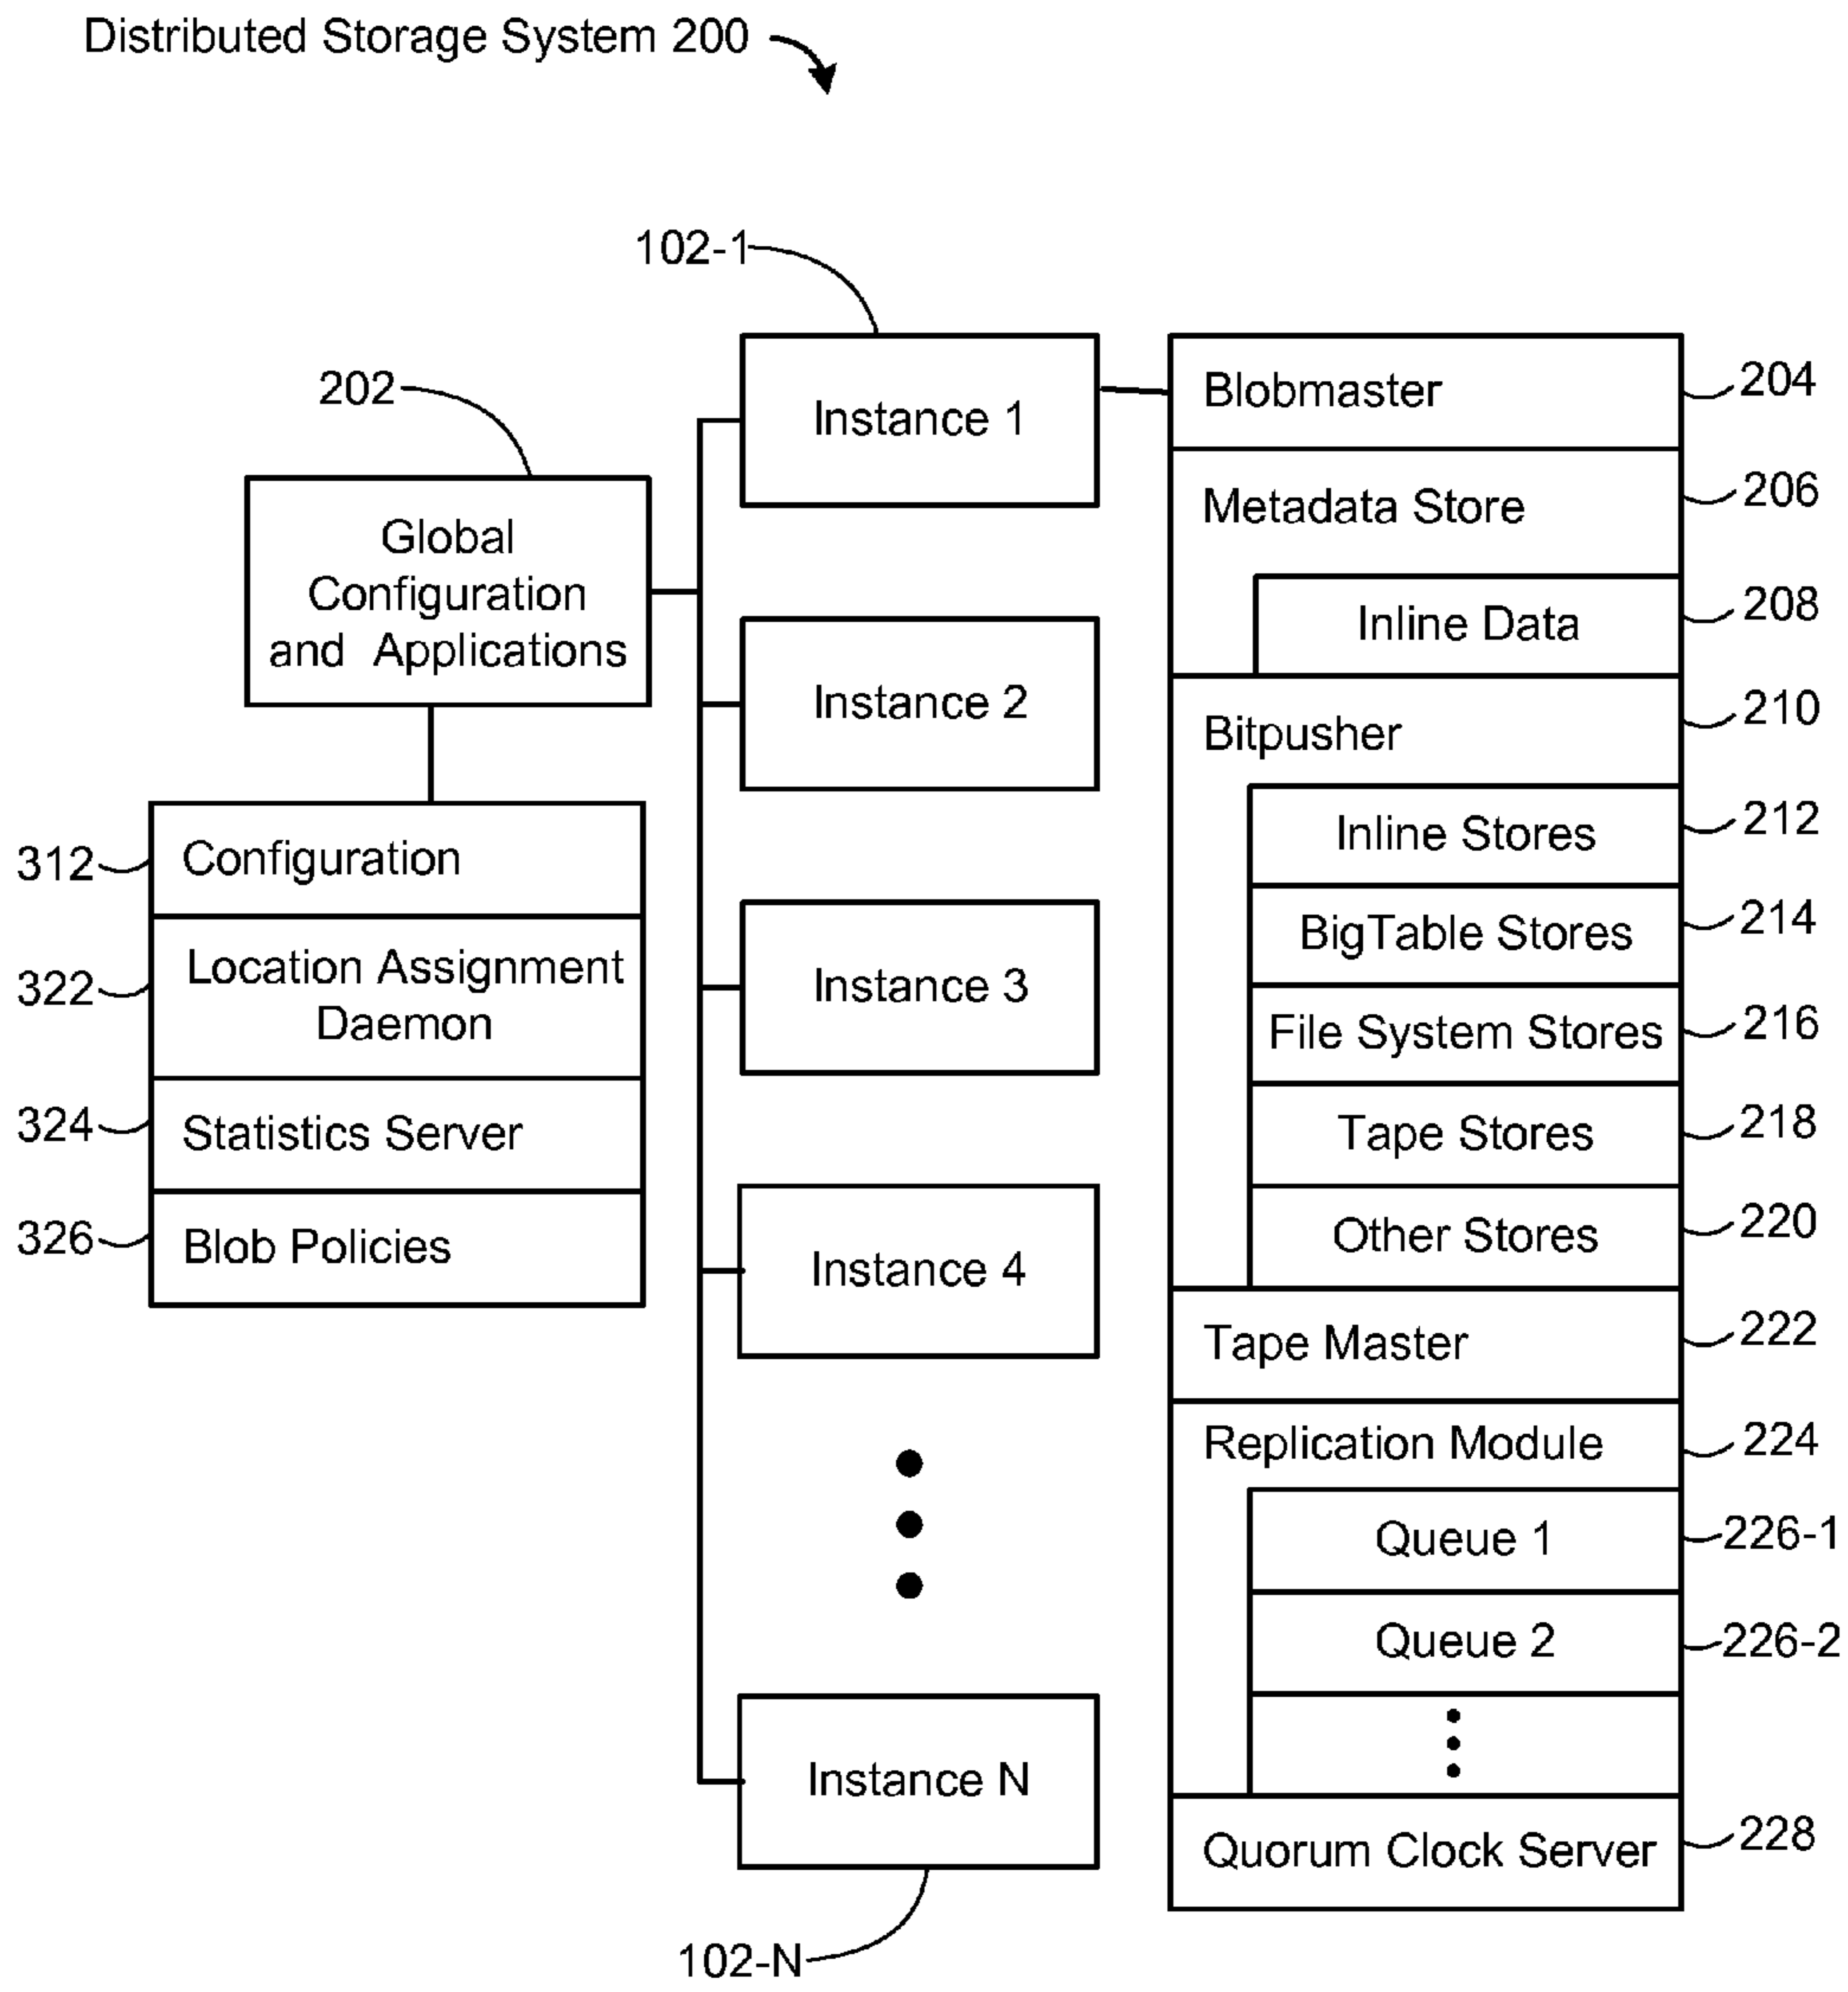 Distributed Storage System 200
102-1
202
Global
Configuration
and Applications
312
Configuration
322
Location Assignment
Daemon
324
Statistics Server
326
Blob Policies
Instance 1
Instance 2
Instance 3
Instance 4
Instance N
102-N
Blobmaster
204
Metadata Store
206
Inline Data
208
Bitpusher
210
Inline Stores
212
BigTable Stores
214
File System Stores
216
Tape Stores
218
Other Stores
220
Tape Master
222
Replication Module
224
Queue 1
226-1
Queue 2
226-2
Quorum Clock Server
228